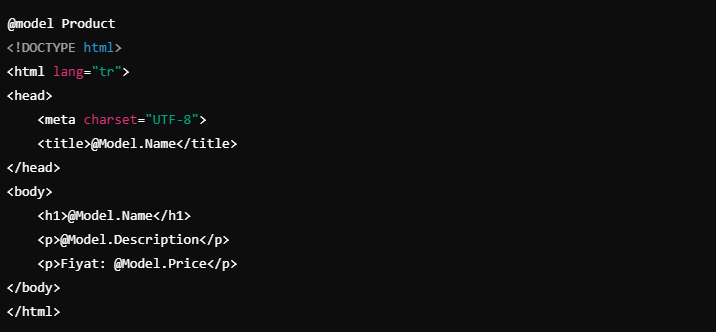 @model Product
<!DOCTYPE html>
<html lang="tr">
<head>
    <meta charset="UTF-8">
    <title>@Model.Name</title>
</head>
<body>
    <h1>@Model.Name</h1>
    <p>@Model.Description</p>
    <p>Fiyat: @Model.Price</p>
</body>
</html>